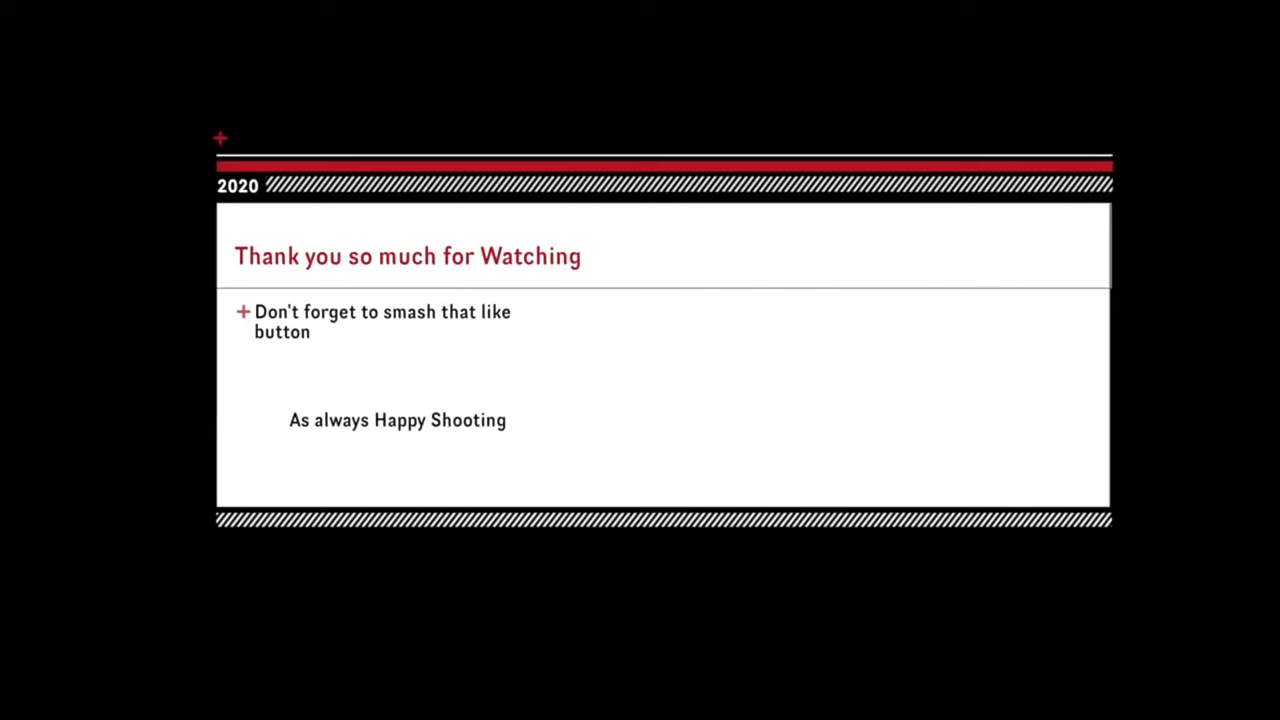 2020
Thank you so much for Watching
+ Don't forget to smash that like
button
As always Happy Shooting